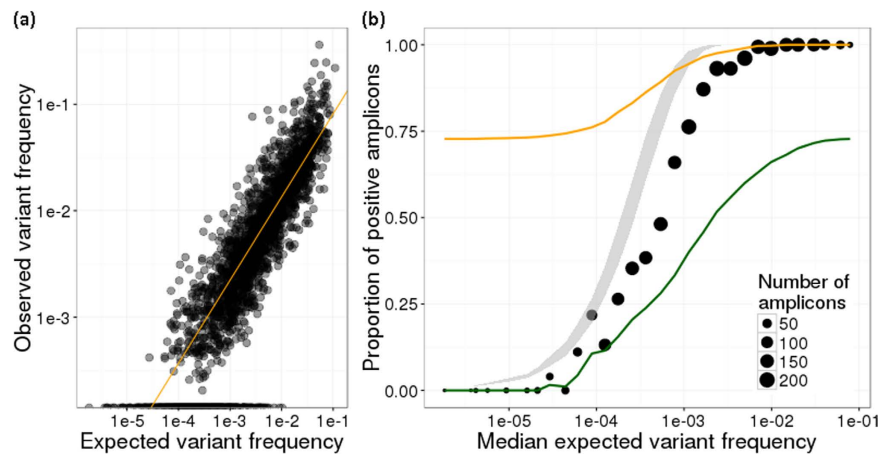 (a)
Observed variant frequency
1e-1
1e-2
1e-3
1e-5
1e-4
1e-3
1e-2
1e-1
Expected variant frequency
(b)
Proportion of positive amplicons
1.00
0.75
0.50
0.25
0.00
1e-05
1e-04
1e-03
1e-02
1e-01
Median expected variant frequency
Number of
amplicons
50
100
150
200